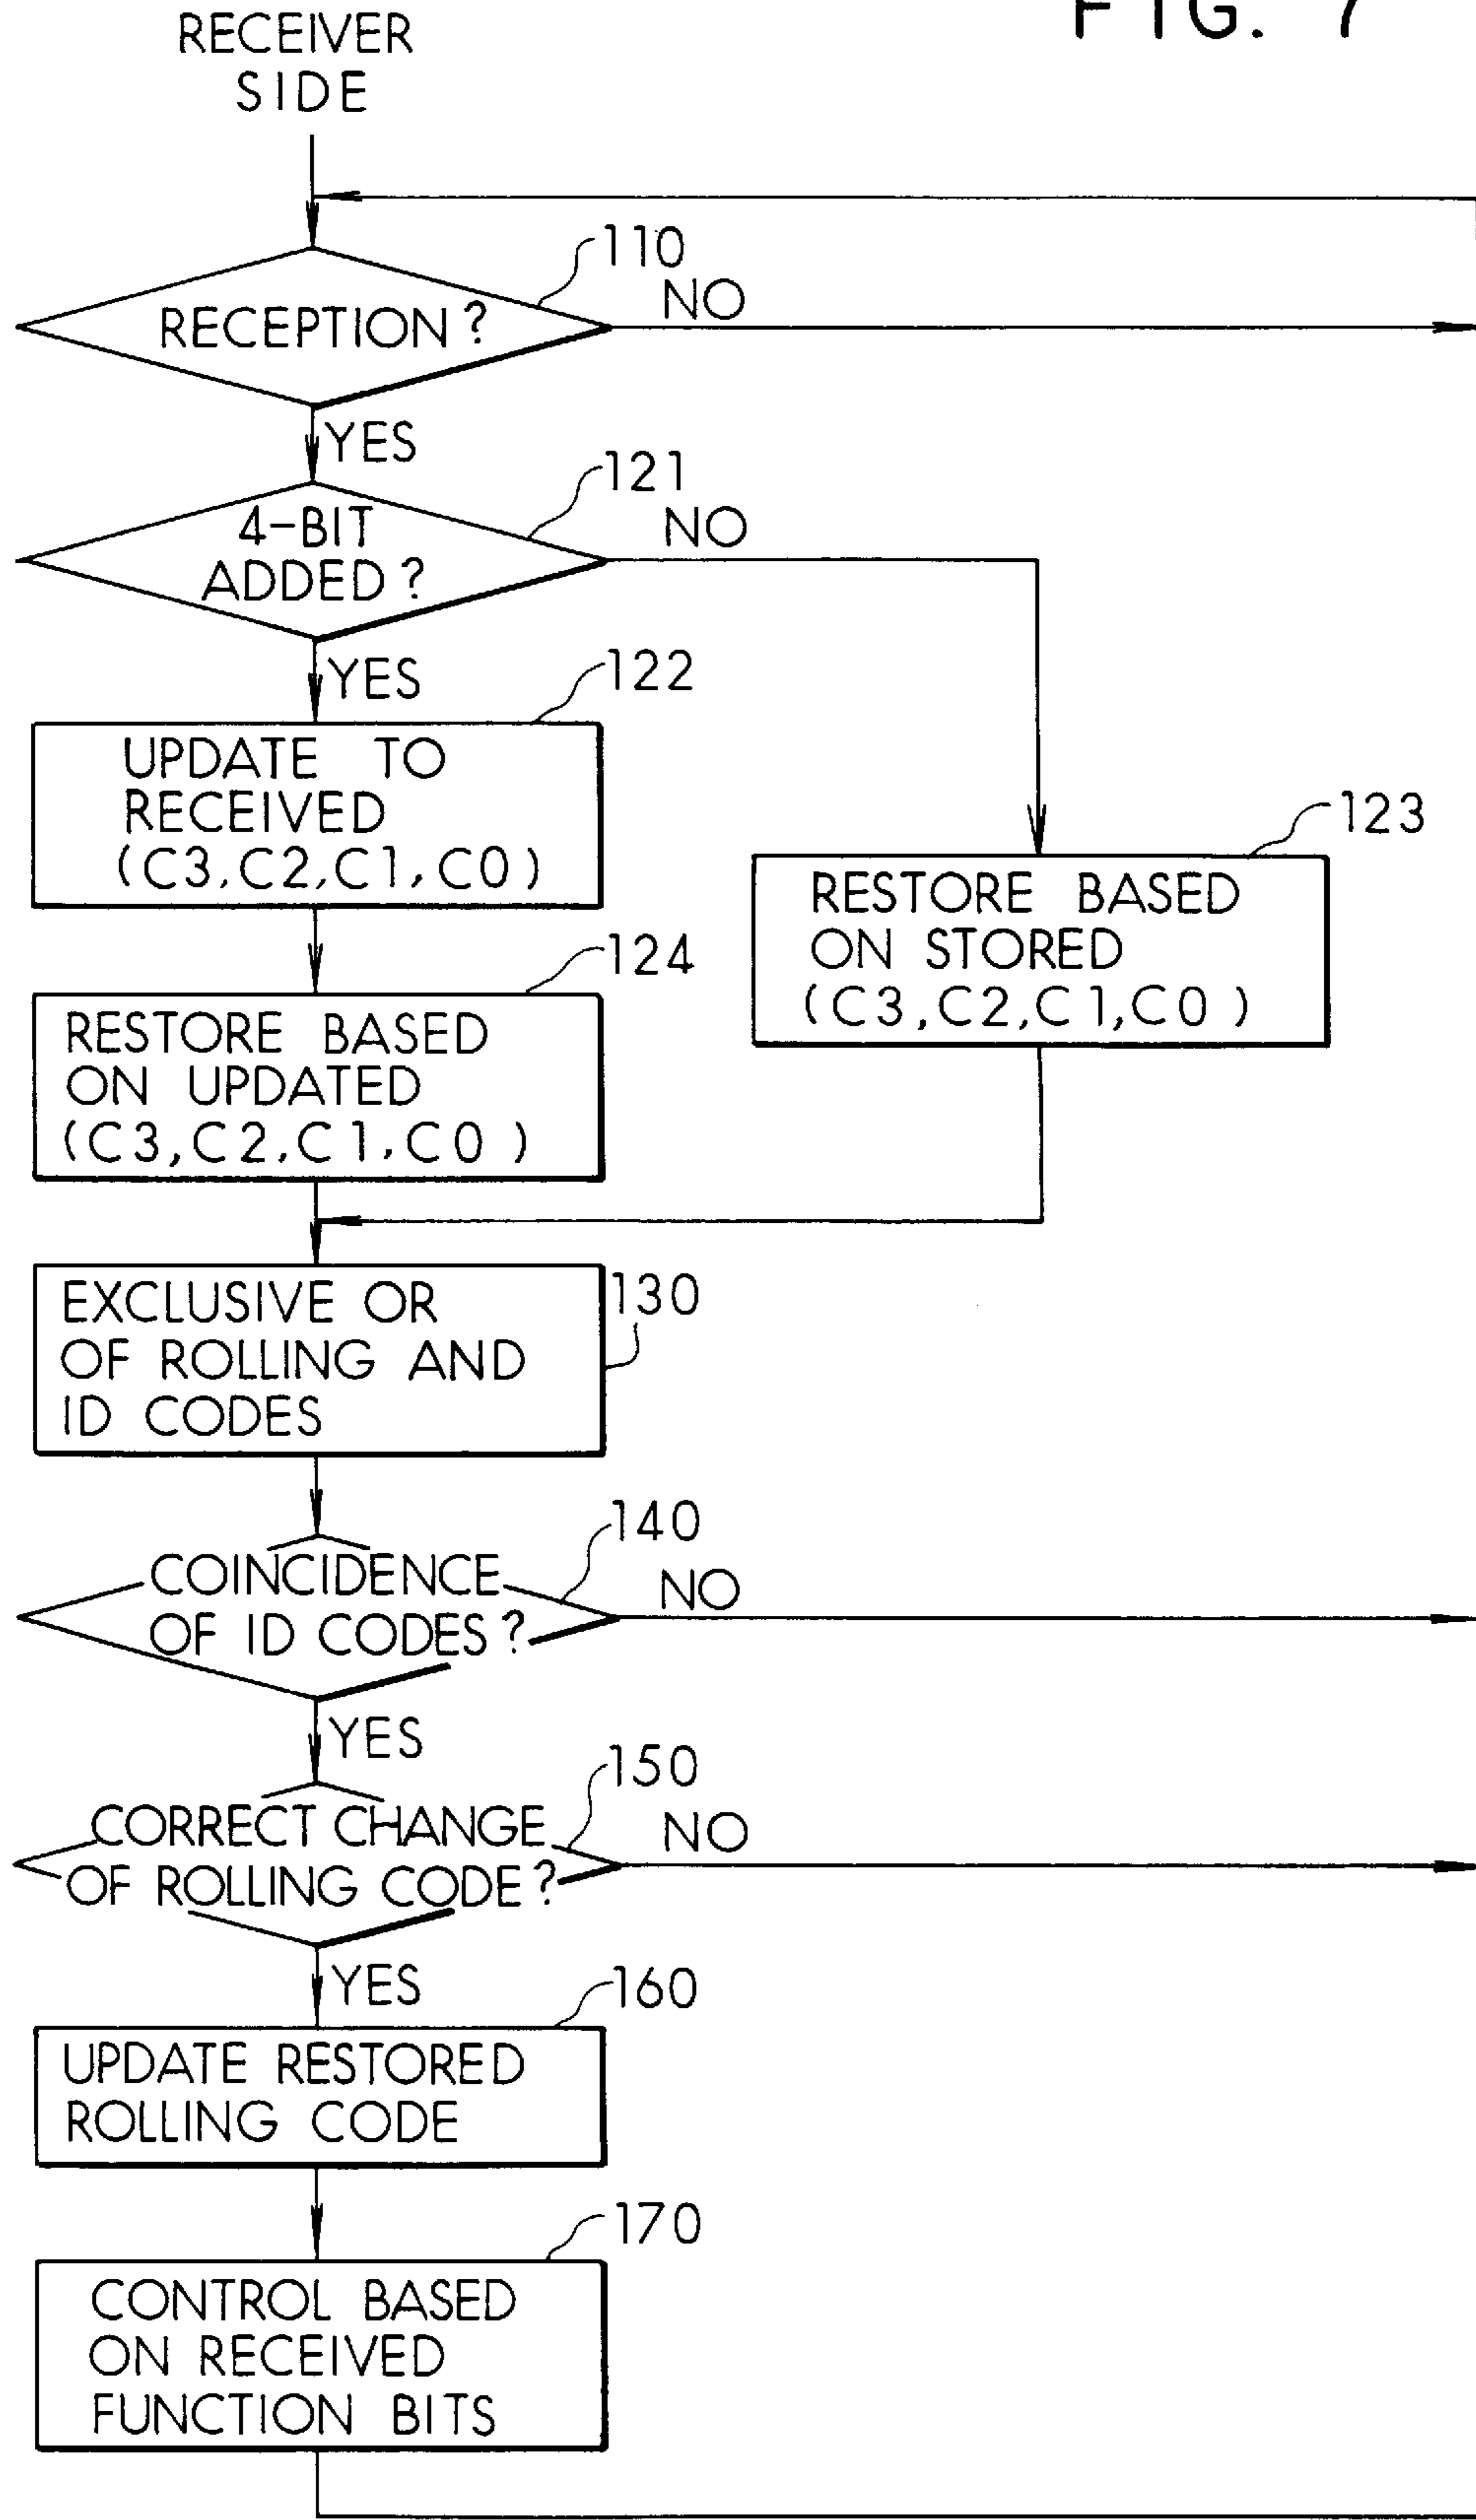 FIG. 7
RECEIVER
SIDE
110
NO
RECEPTION?
YES
121
NO
4-BIT
ADDED?
YES
122
UPDATE TO
RECEIVED
(C3,C2,C1,C0)
123
RESTORE BASED
ON STORED
(C3,C2,C1,C0)
124
RESTORE BASED
ON UPDATED
(C3,C2,C1,C0)
130
EXCLUSIVE OR
OF ROLLING AND
ID CODES
140
NO
COINCIDENCE
OF ID CODES?
YES
150
NO
CORRECT CHANGE
OF ROLLING CODE?
YES
160
UPDATE RESTORED
ROLLING CODE
170
CONTROL BASED
ON RECEIVED
FUNCTION BITS